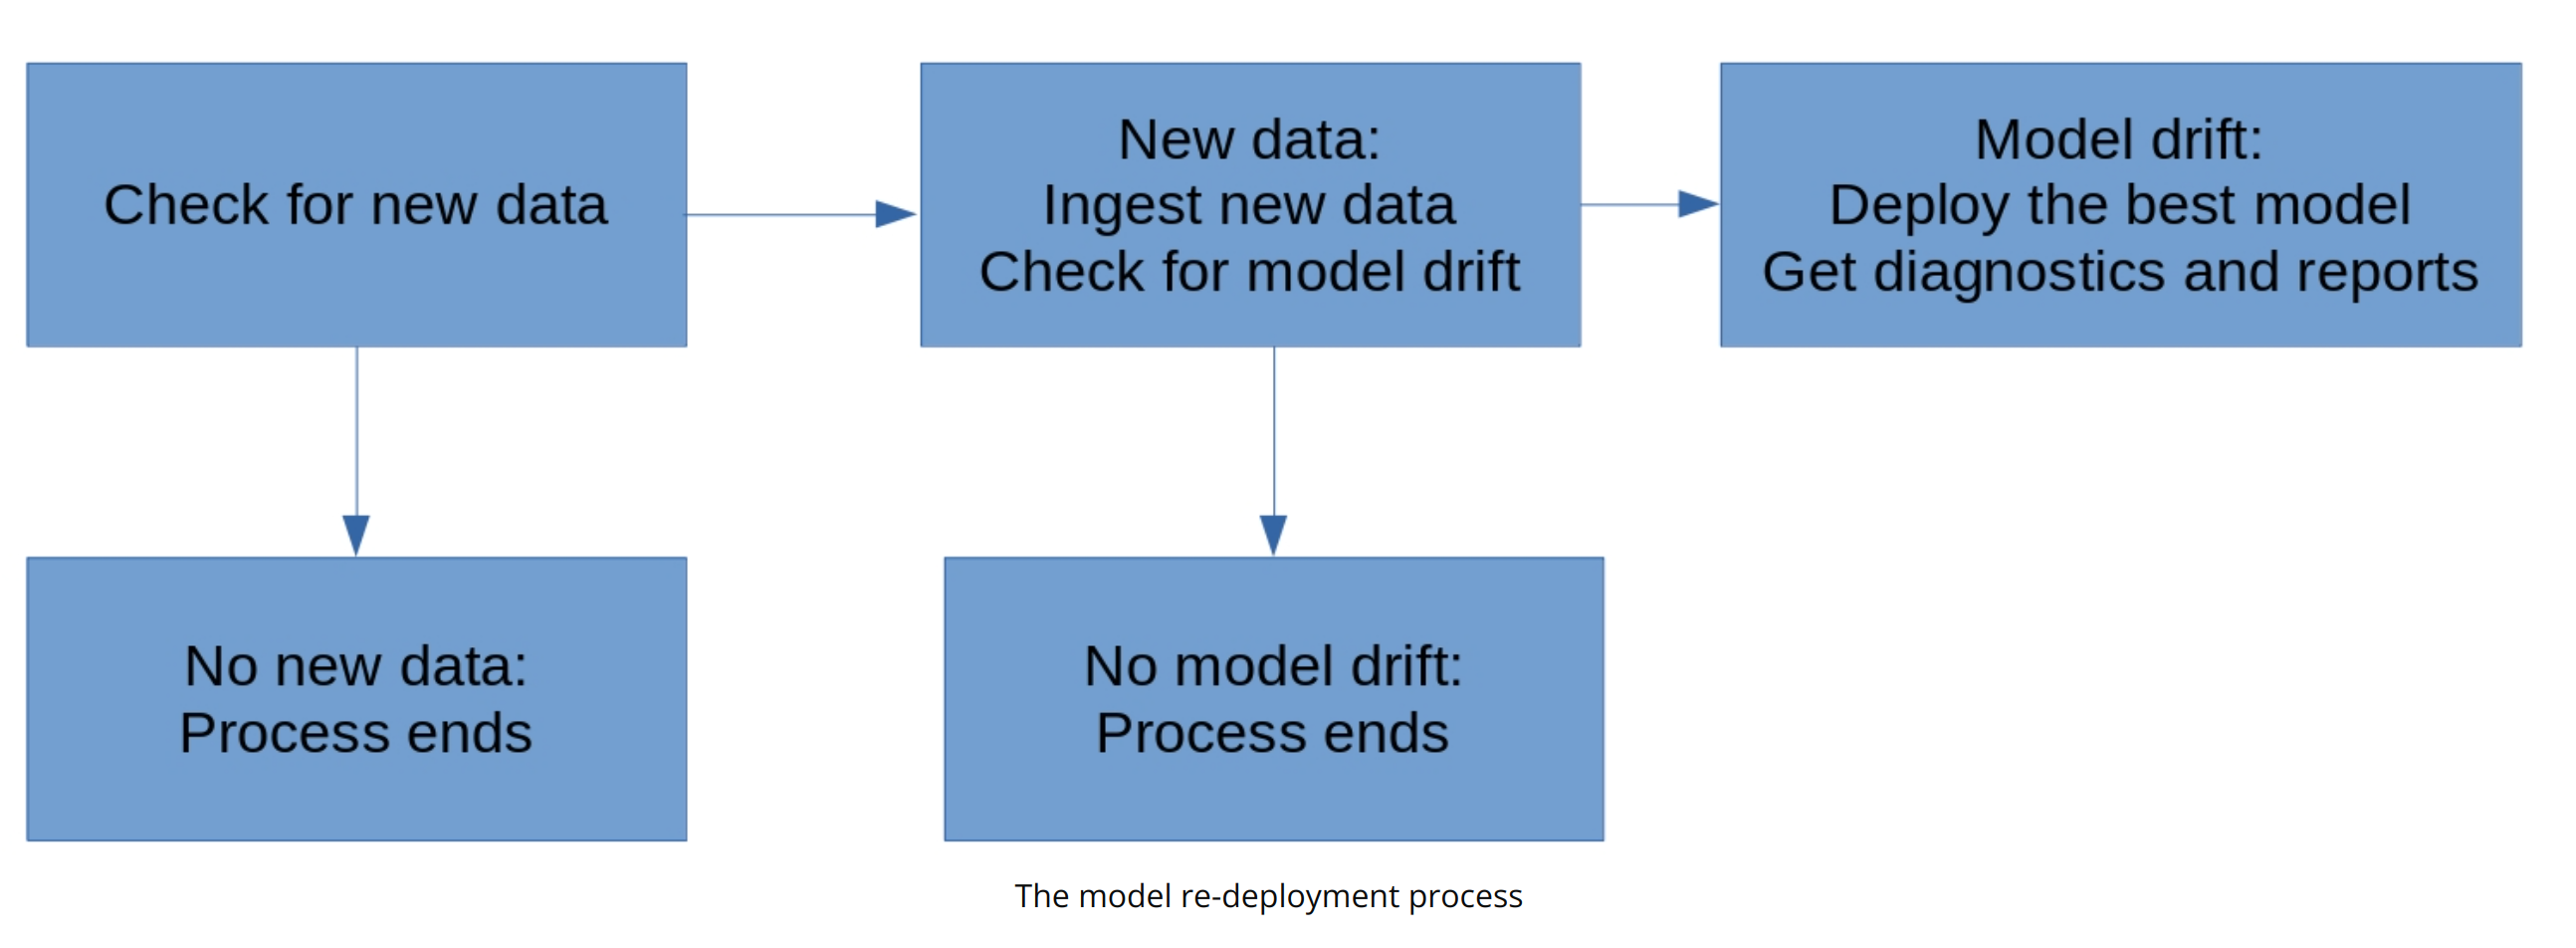 Check for new data
New data:
Ingest new data
Check for model drift
Model drift:
Deploy the best model
Get diagnostics and reports
No new data:
Process ends
No model drift:
Process ends
The model re-deployment process